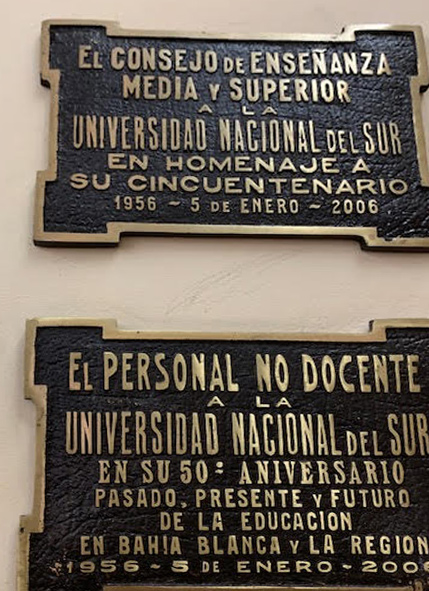 EL CONSEJO DE ENSEÑANZA
MEDIA Y SUPERIOR
A LA
UNIVERSIDAD NACIONAL DEL SUR
EN HOMENAJE A
SU CINCUENTENARIO
1956 ~ 5 DE ENERO ~ 2006
EL PERSONAL NO DOCENTE
A LA
UNIVERSIDAD NACIONAL DEL SUR
EN SU 50º ANIVERSARIO
PASADO, PRESENTE Y FUTURO
DE LA EDUCACION
EN BAHIA BLANCA Y LA REGION
1956 ~ 5 DE ENERO ~ 2006